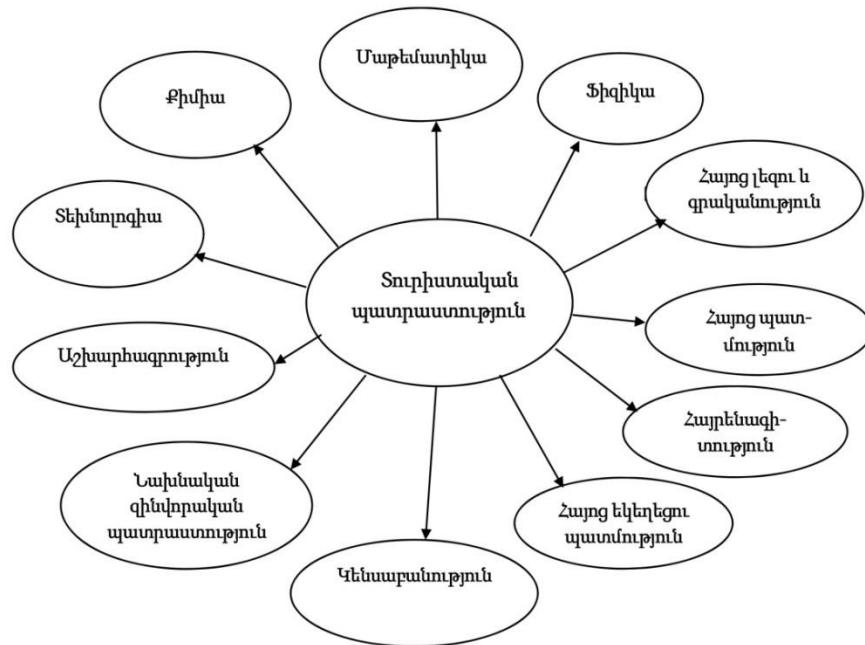 Մաթեմատիկա
Քիմիա
Ֆիզիկա
Հայոց լեզու և
գրականություն
Տեխնոլոգիա
Տուրիստական
պատրաստություն
Հայոց պատ-
մություն
Աշխարհագրություն
Հայրենագի-
տություն
Նախնական
զինվորական
պատրաստություն
Հայոց եկեղեցու
պատմություն
Կենսաբանություն